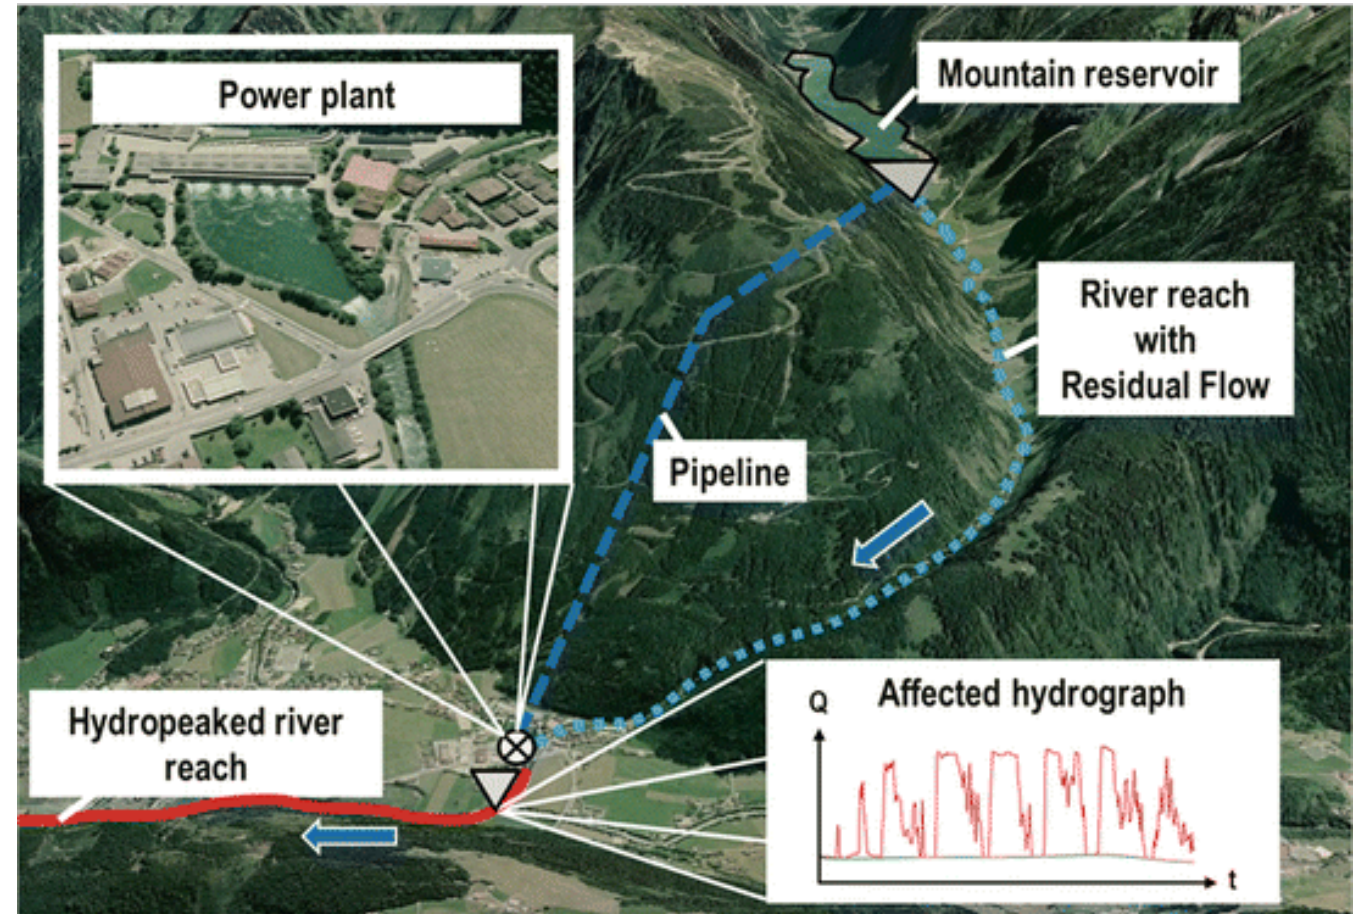 Power plant
Mountain reservoir
River reach
with
Residual Flow
Pipeline
Hydropeaked river
reach
Affected hydrograph
Q
t